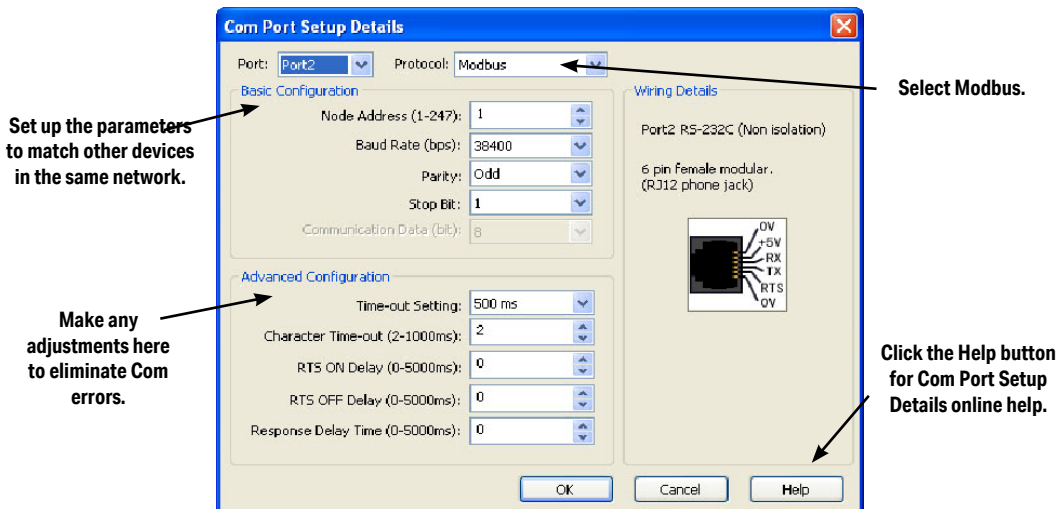 Com Port Setup Details
Port: Port2 Protocol: Modbus
Select Modbus.
Basic Configuration
Node Address (1-247): 1
Baud Rate (bps): 38400
Parity: Odd
Stop Bit: 1
Communication Data (bit): 8
Set up the parameters
to match other devices
in the same network.
Wiring Details
Port2 RS-232C (Non isolation)
6 pin female modular.
(RJ12 phone jack)
0V
+5V
RX
TX
RTS
0V
Advanced Configuration
Time-out Setting: 500 ms
Character Time-out (2-1000ms): 2
RTS ON Delay (0-5000ms): 0
RTS OFF Delay (0-5000ms): 0
Response Delay Time (0-5000ms): 0
Make any
adjustments here
to eliminate Com
errors.
Click the Help button
for Com Port Setup
Details online help.
OK Cancel Help